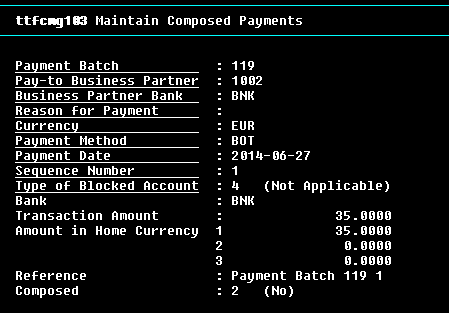 ttfcmg103 Maintain Composed Payments
Payment Batch : 119
Pay-to Business Partner : 1002
Business Partner Bank : BNK
Reason for Payment :
Currency : EUR
Payment Method : BOT
Payment Date : 2014-06-27
Sequence Number : 1
Type of Blocked Account : 4 (Not Applicable)
Bank : BNK
Transaction Amount : 35.0000
Amount in Home Currency 1 35.0000
2 0.0000
3 0.0000
Reference : Payment Batch 119 1
Composed : 2 (No)